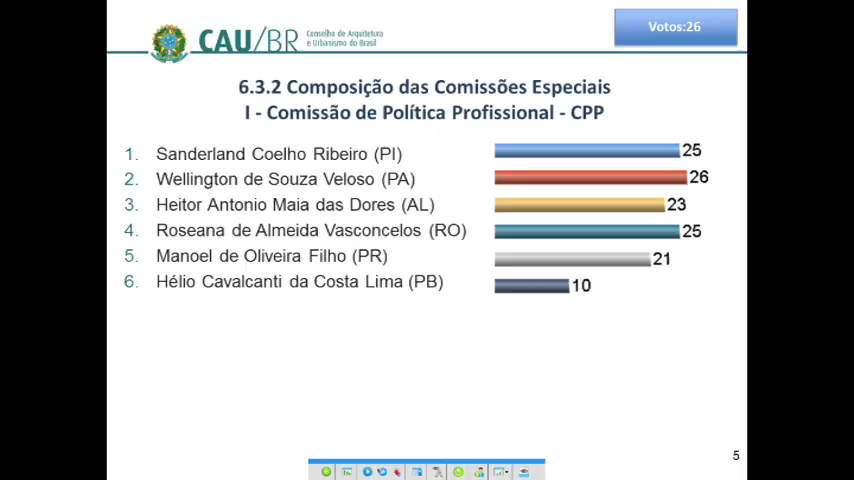 CAU/BR
Conselho de Arquitetura
e Urbanismo do Brasil
Votos:26
6.3.2 Composição das Comissões Especiais
I - Comissão de Política Profissional - CPP
1. Sanderland Coelho Ribeiro (PI) 25
2. Wellington de Souza Veloso (PA) 26
3. Heitor Antonio Maia das Dores (AL) 23
4. Roseana de Almeida Vasconcelos (RO) 25
5. Manoel de Oliveira Filho (PR) 21
6. Hélio Cavalcanti da Costa Lima (PB) 10
5